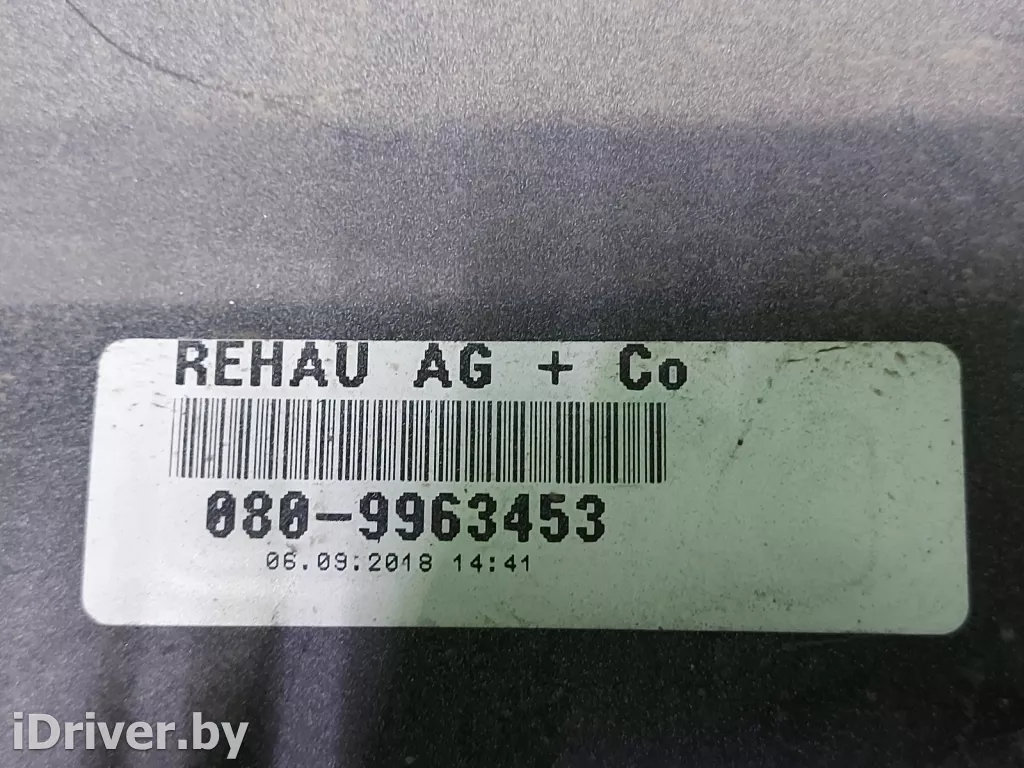 REHAU AG + Co
080-9963453
06.09:2018 14:41
iDriver.by